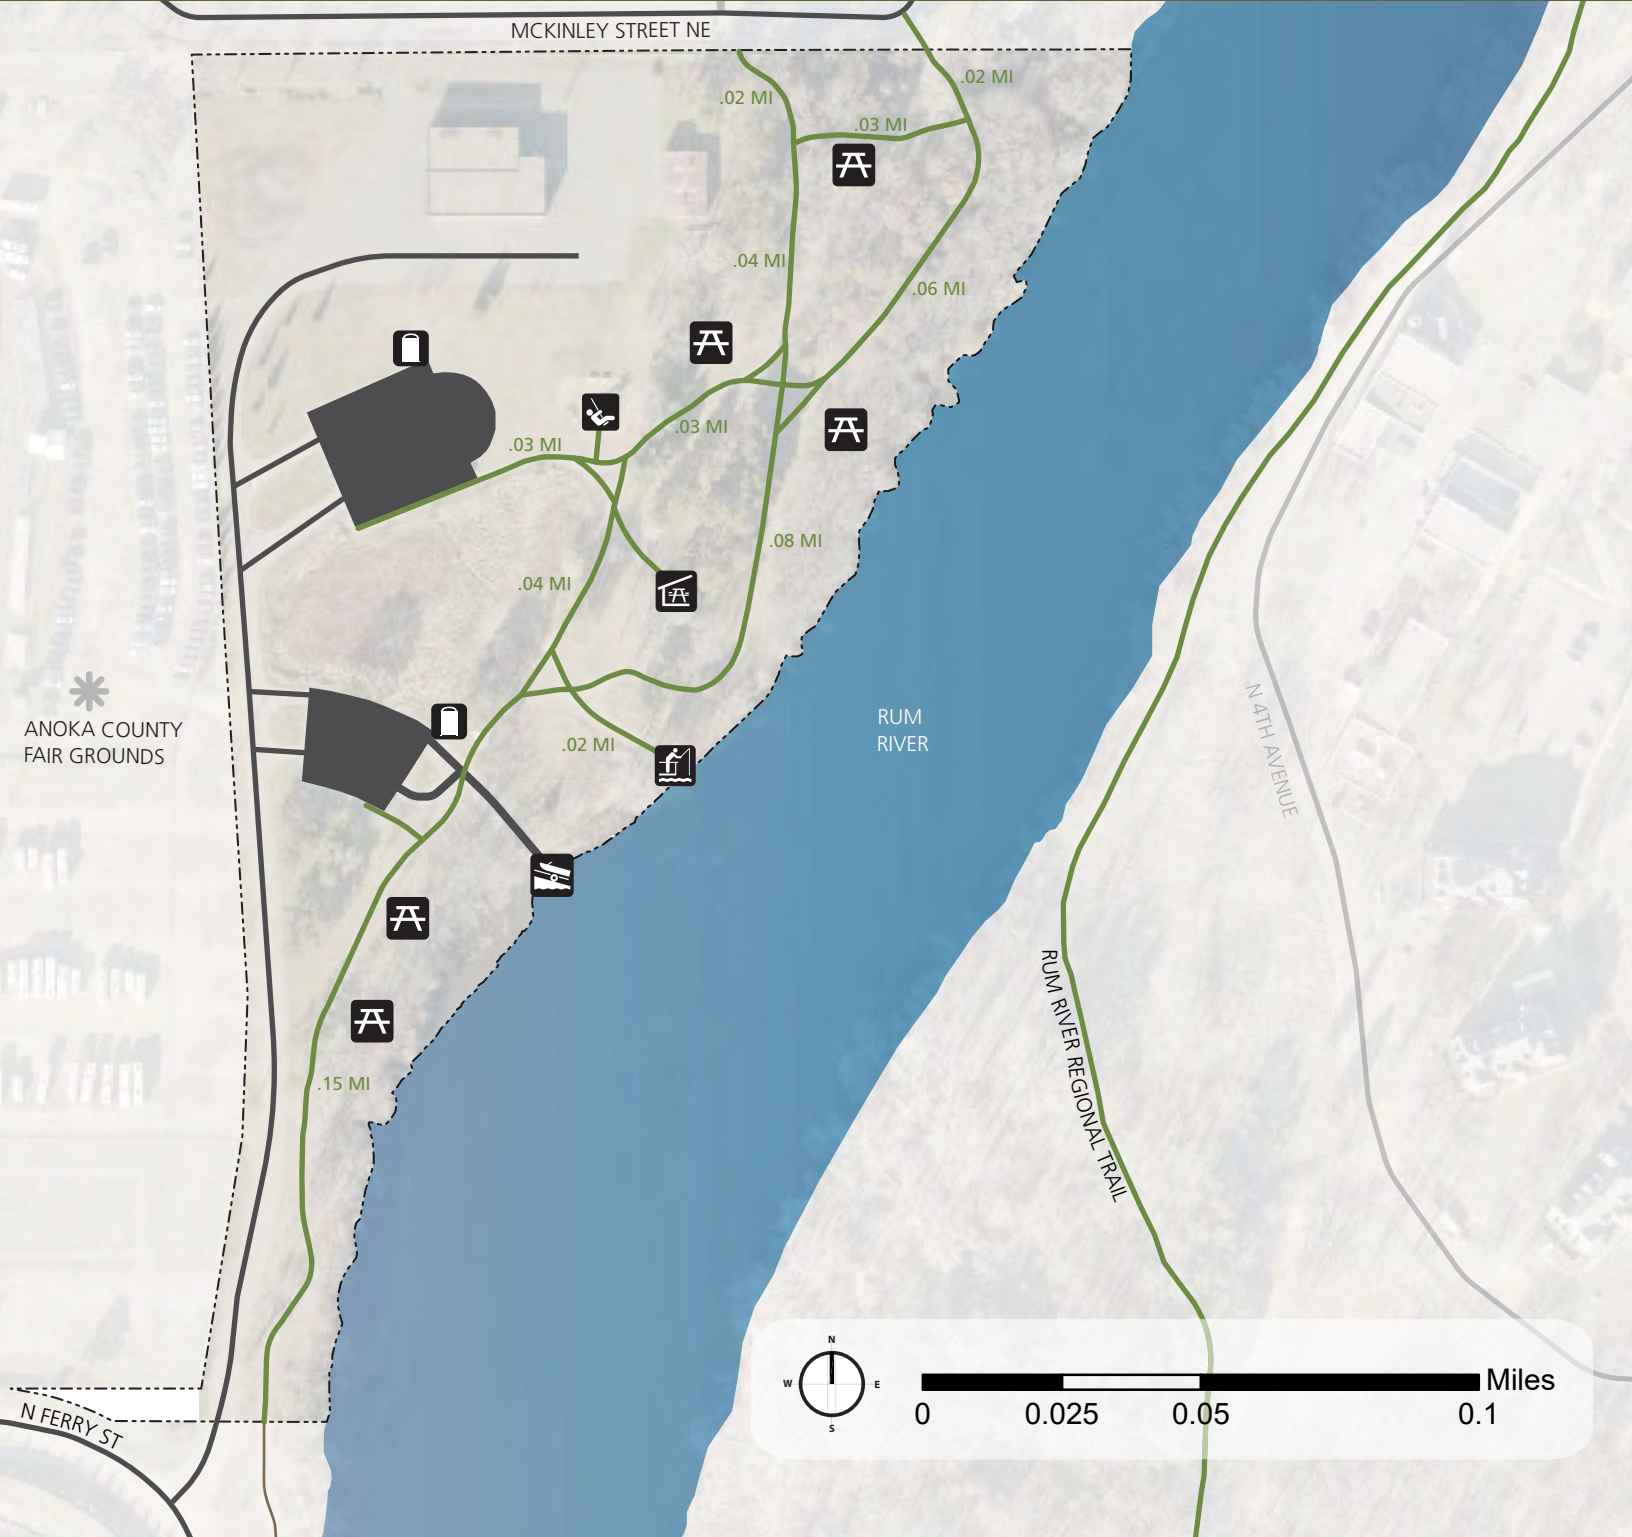 MCKINLEY STREET NE
.02 MI
.02 MI
.03 MI
.04 MI
.06 MI
.03 MI
.03 MI
.08 MI
.04 MI
ANOKA COUNTY
FAIR GROUNDS
.02 MI
RUM
RIVER
N 4TH AVENUE
RUM RIVER REGIONAL TRAIL
.15 MI
N FERRY ST
N
W
E
S
Miles
0
0.025
0.05
0.1